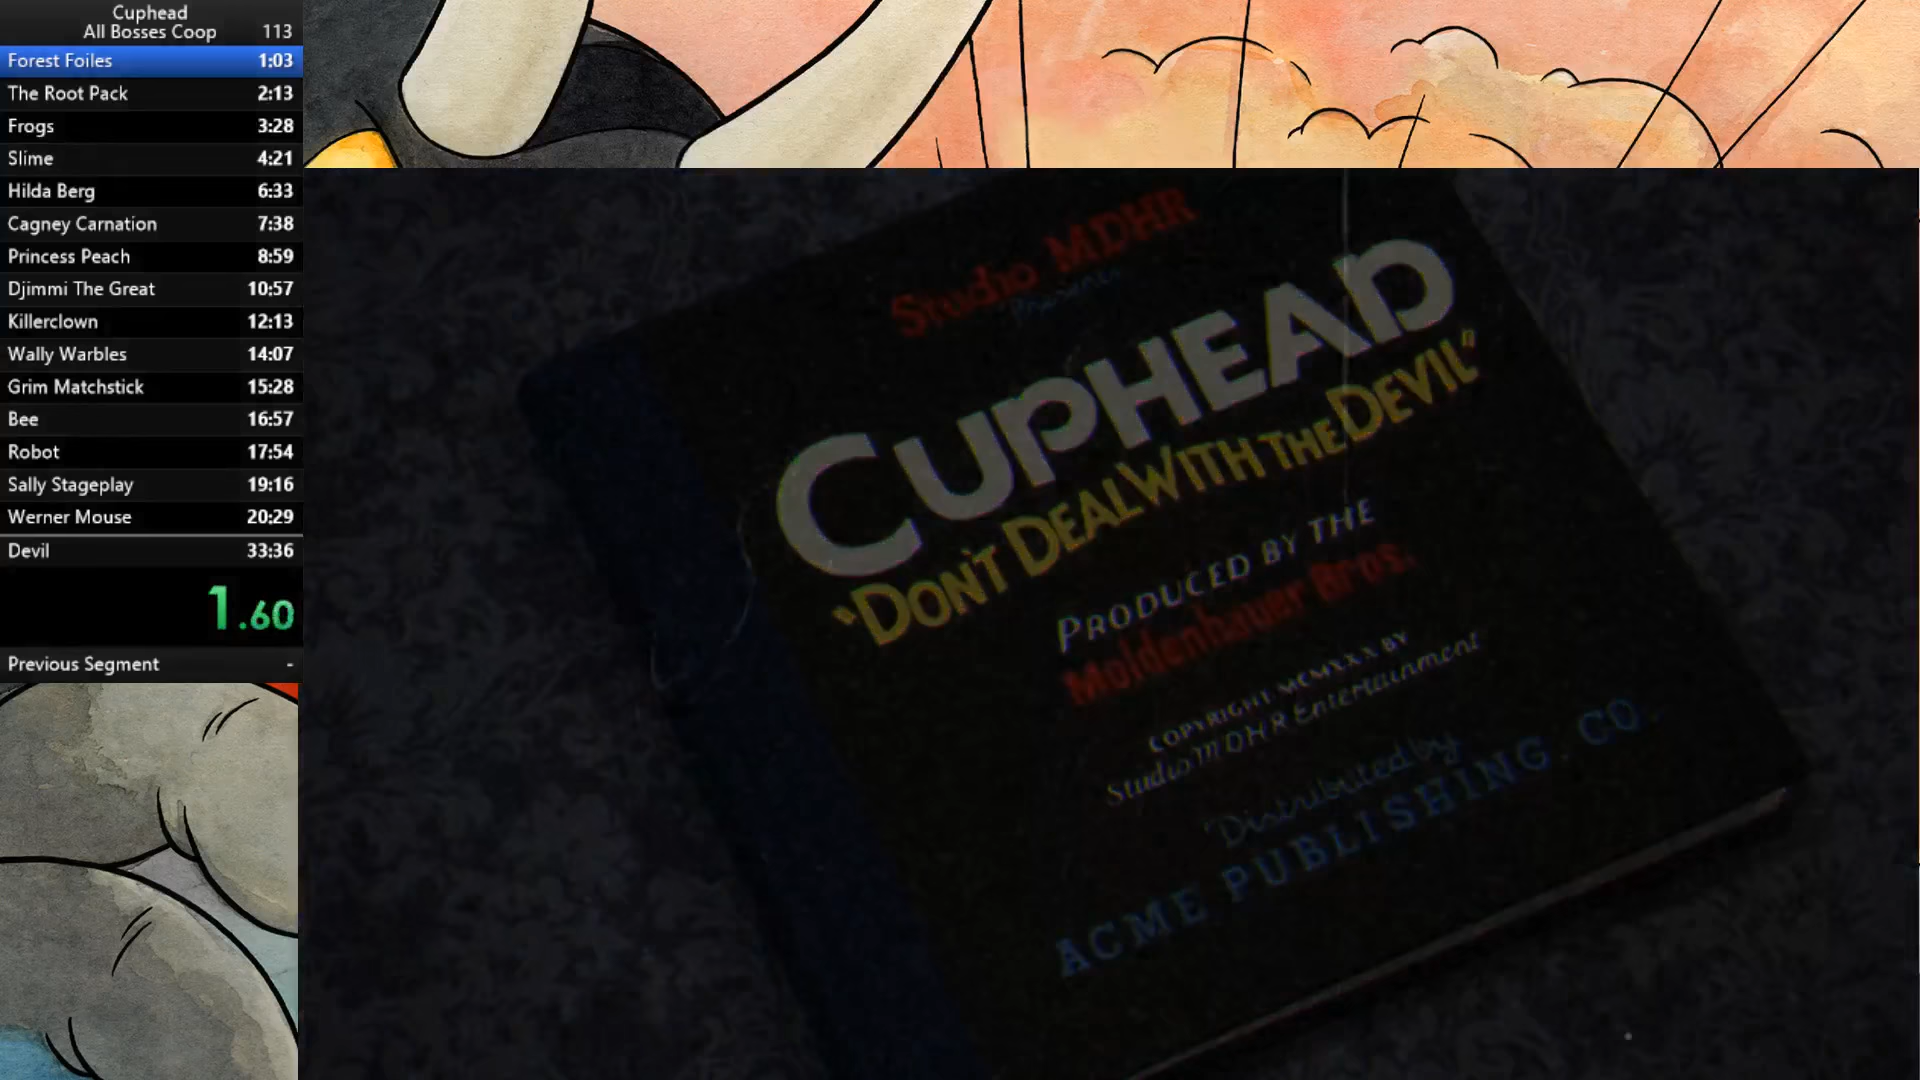 Cuphead
All Bosses Coop 113
Forest Foiles 1:03
The Root Pack 2:13
Frogs 3:28
Slime 4:21
Hilda Berg 6:33
Cagney Carnation 7:38
Princess Peach 8:59
Djimmi The Great 10:57
Killerclown 12:13
Wally Warbles 14:07
Grim Matchstick 15:28
Bee 16:57
Robot 17:54
Sally Stageplay 19:16
Werner Mouse 20:29
Devil 33:36
1.60
Previous Segment -
Studio MDHR
Presents
CUPHEAD
"DON'T DEAL WITH THE DEVIL"
PRODUCED BY THE
Moldenhauer Bros.
COPYRIGHT MCMXXX BY
Studio MDHR Entertainment
Distributed by
ACME PUBLISHING. CO.